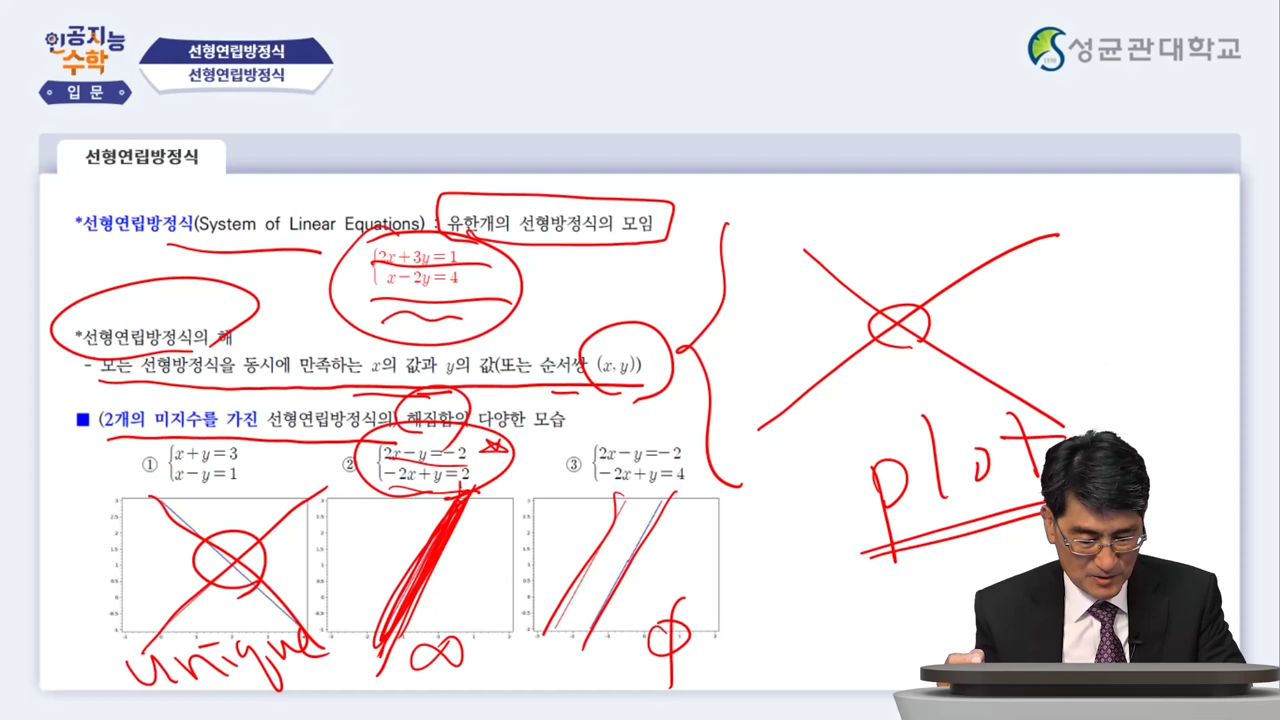 인공지능
수학
입문
선형연립방정식
선형연립방정식
성균관대학교
선형연립방정식
*선형연립방정식(System of Linear Equations) : 유한개의 선형방정식의 모임
2x+3y=1
x-2y=4
*선형연립방정식의 해
- 모든 선형방정식을 동시에 만족하는 x의 값과 y의 값(또는 순서쌍 (x, y))
■ (2개의 미지수를 가진 선형연립방정식의) 해집합의 다양한 모습
① x+y=3
x-y=1
② 2x-y=-2
-2x+y=2
③ 2x-y=-2
-2x+y=4
plot
unique
∞
φ